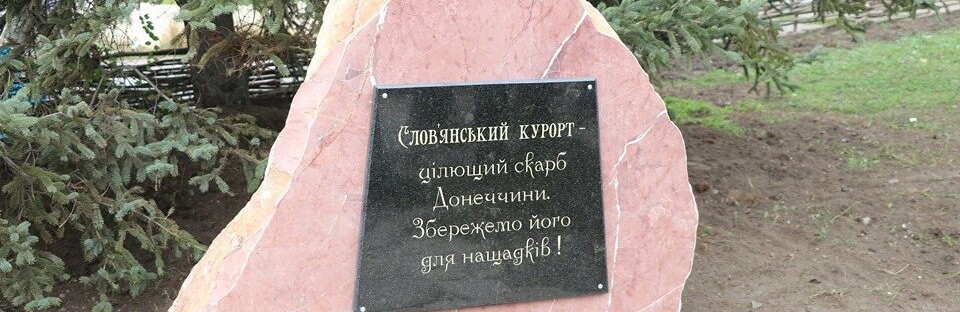 Слов'янський курорт -
цілющий скарб
Донеччини.
Збережемо його
для нащадків!